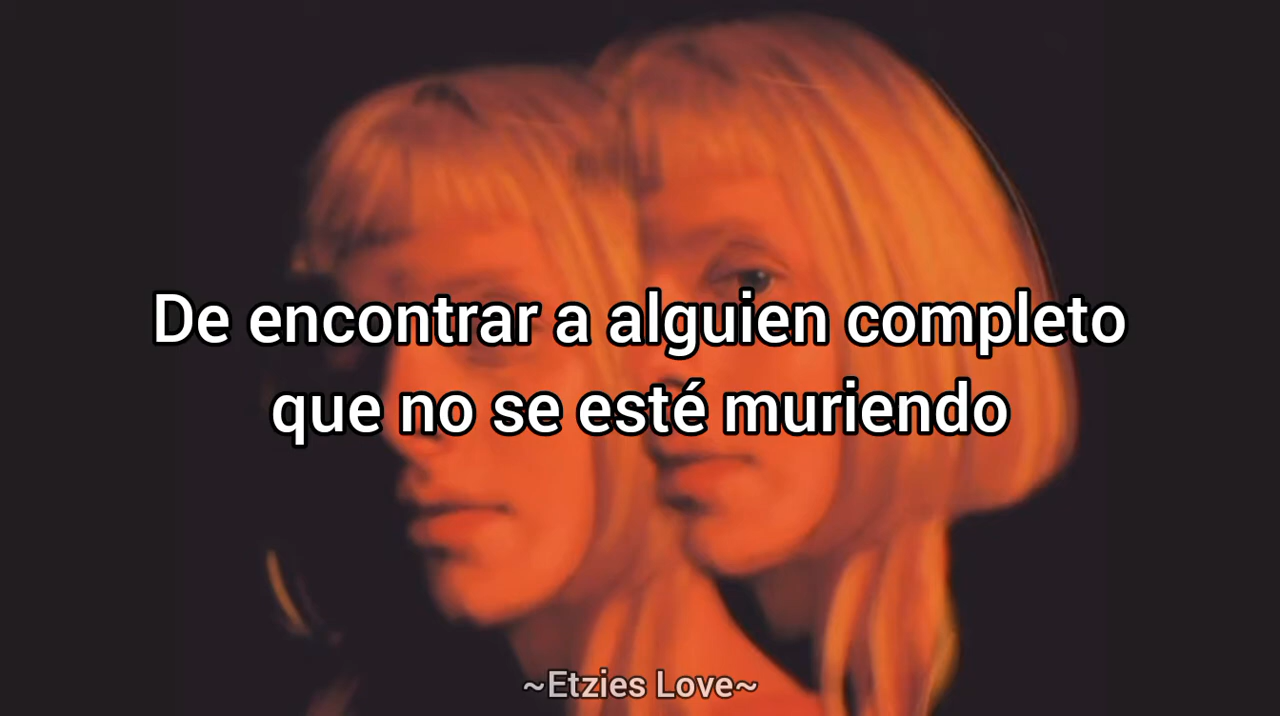 De encontrar a alguien completo
que no se esté muriendo
~Etzies Love~